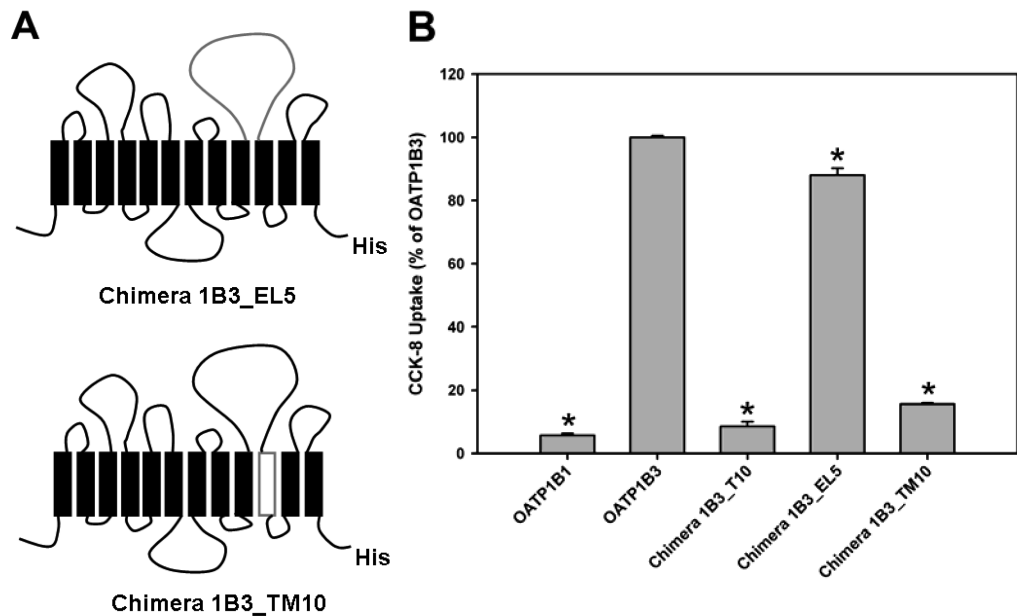 A
His
Chimera 1B3_EL5
His
Chimera 1B3_TM10
B
CCK-8 Uptake (% of OATP1B3)
120
100
80
60
40
20
0
*
*
*
*
OATP1B1
OATP1B3
Chimera 1B3_T10
Chimera 1B3_EL5
Chimera 1B3_TM10